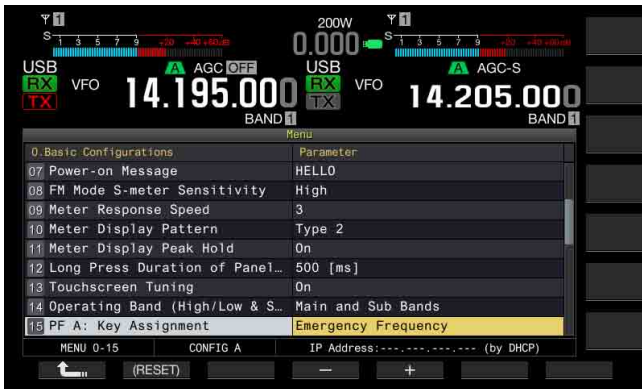 1 200W 1
S 1 3 5 7 9 +20 +40 +60dB 0.000 S 1 3 5 7 9 +20 +40 +60dB
USB A AGC OFF USB A AGC-S
RX VFO 14.195.000 RX VFO 14.205.000
TX TX
BAND 1 BAND 1
Menu
0.Basic Configurations Parameter
07 Power-on Message HELLO
08 FM Mode S-meter Sensitivity High
09 Meter Response Speed 3
10 Meter Display Pattern Type 2
11 Meter Display Peak Hold On
12 Long Press Duration of Panel… 500 [ms]
13 Touchscreen Tuning On
14 Operating Band (High/Low & S… Main and Sub Bands
15 PF A: Key Assignment Emergency Frequency
MENU 0-15 CONFIG A IP Address:---.---.---.--- (by DHCP)
(RESET) − +